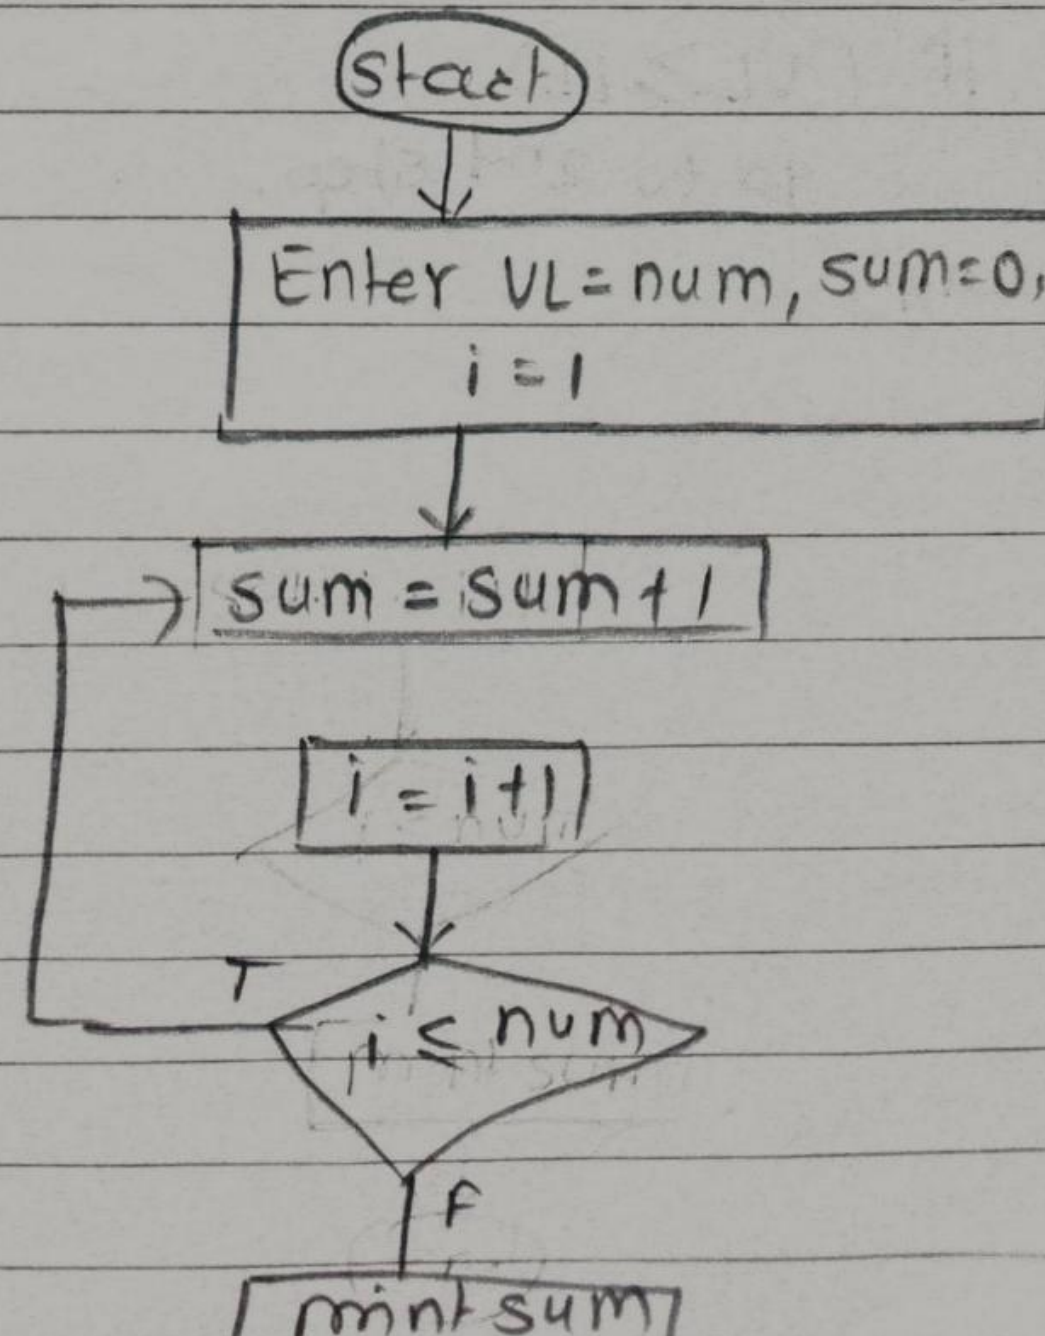 Start
Enter VL=num, sum=0,
i = 1
sum = sum + 1
i = i+1
T
i ≤ num
F
print sum